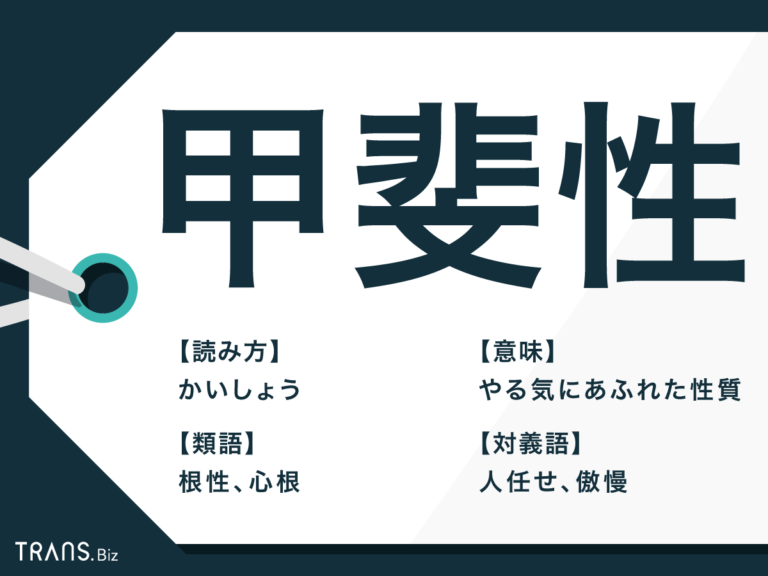 甲斐性
【読み方】
かいしょう
【意味】
やる気にあふれた性質
【類語】
根性、心根
【対義語】
人任せ、傲慢
TRANS.Biz